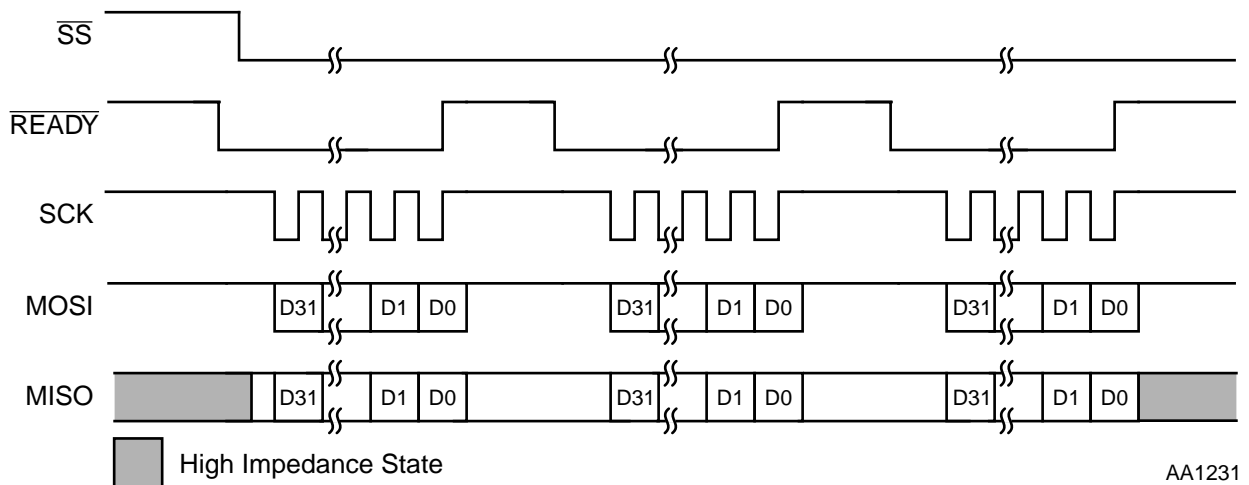 SS
READY
SCK
MOSI
D31 D1 D0 D31 D1 D0 D31 D1 D0
MISO
D31 D1 D0 D31 D1 D0 D31 D1 D0
High Impedance State
AA1231